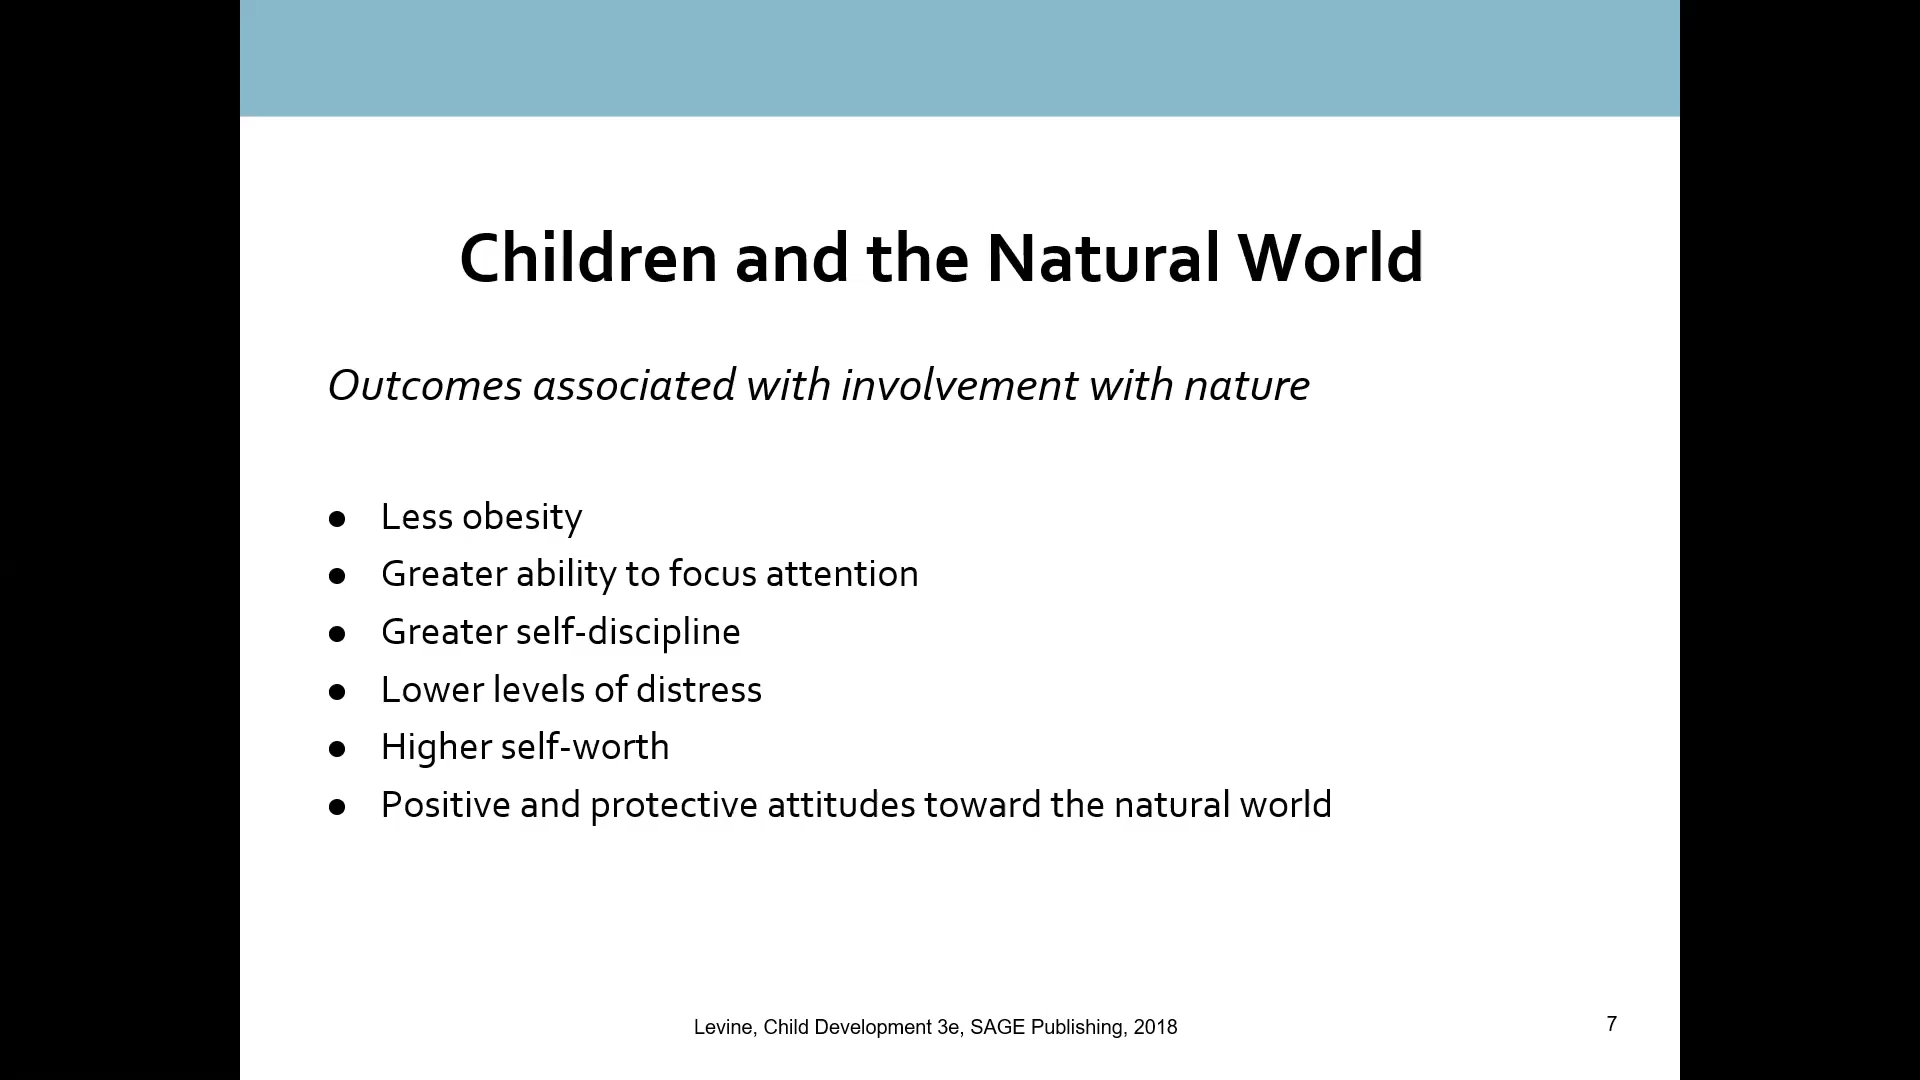 Children and the Natural World
Outcomes associated with involvement with nature
● Less obesity
● Greater ability to focus attention
● Greater self-discipline
● Lower levels of distress
● Higher self-worth
● Positive and protective attitudes toward the natural world
Levine, Child Development 3e, SAGE Publishing, 2018
7